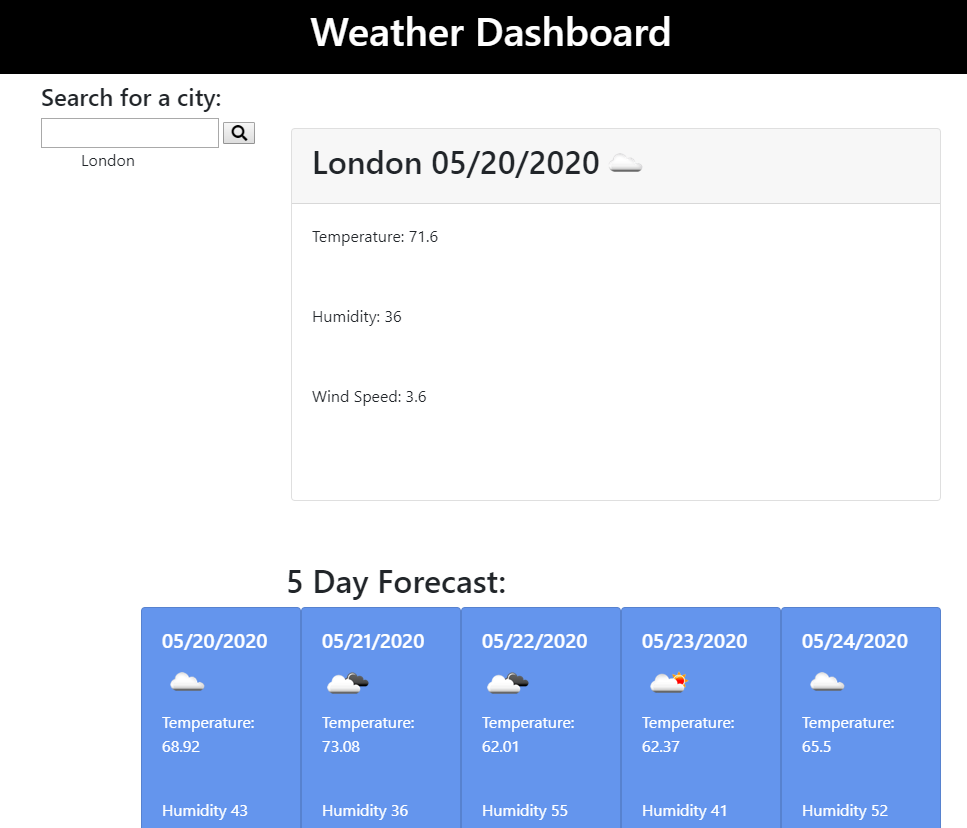 Weather Dashboard
Search for a city:
London
London 05/20/2020
Temperature: 71.6
Humidity: 36
Wind Speed: 3.6
5 Day Forecast:
05/20/2020
Temperature:
68.92
Humidity 43
05/21/2020
Temperature:
73.08
Humidity 36
05/22/2020
Temperature:
62.01
Humidity 55
05/23/2020
Temperature:
62.37
Humidity 41
05/24/2020
Temperature:
65.5
Humidity 52